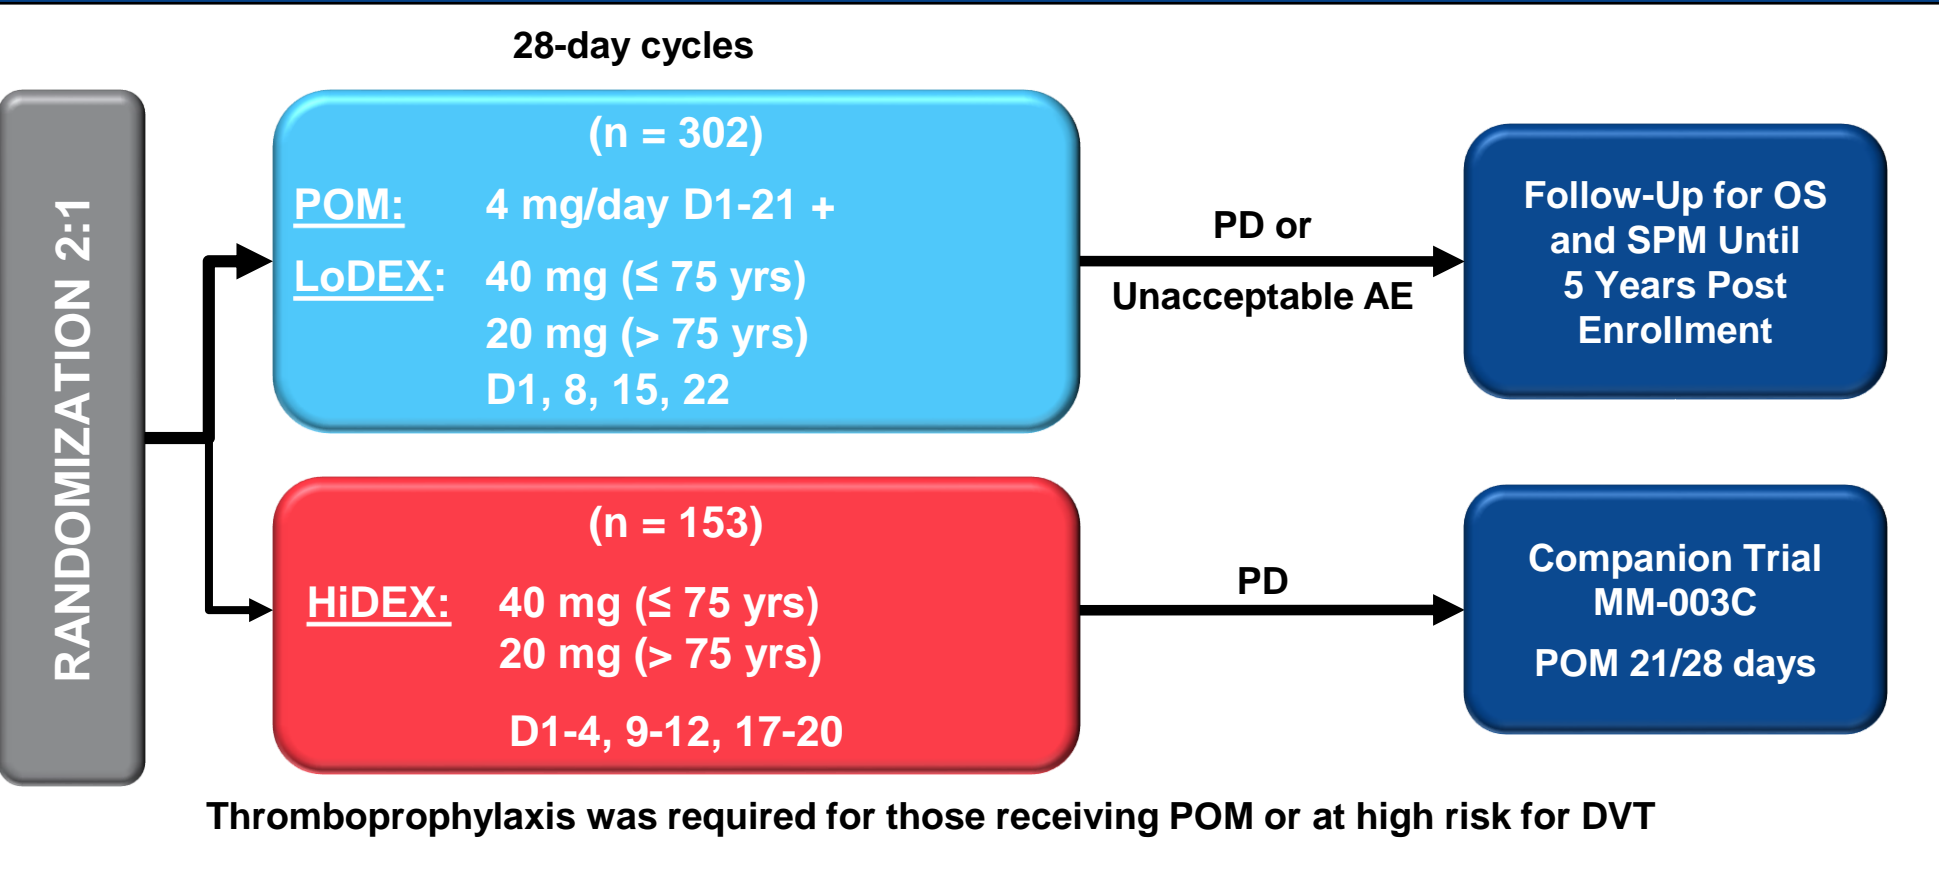 28-day cycles
RANDOMIZATION 2:1
(n = 302)
POM: 4 mg/day D1-21 +
LoDEX: 40 mg (≤ 75 yrs)
20 mg (> 75 yrs)
D1, 8, 15, 22
PD or
Unacceptable AE
Follow-Up for OS
and SPM Until
5 Years Post
Enrollment
(n = 153)
HiDEX: 40 mg (≤ 75 yrs)
20 mg (> 75 yrs)
D1-4, 9-12, 17-20
PD
Companion Trial
MM-003C
POM 21/28 days
Thromboprophylaxis was required for those receiving POM or at high risk for DVT